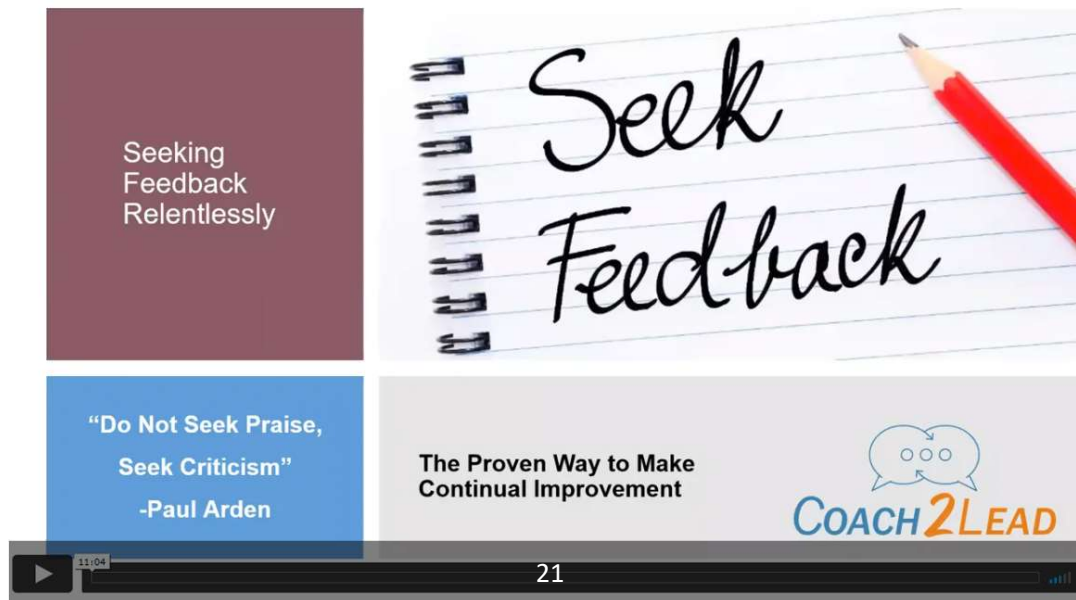 Seeking
Feedback
Relentlessly
Seek
Feedback
“Do Not Seek Praise,
Seek Criticism”
-Paul Arden
The Proven Way to Make
Continual Improvement
COACH2LEAD
11:04
21